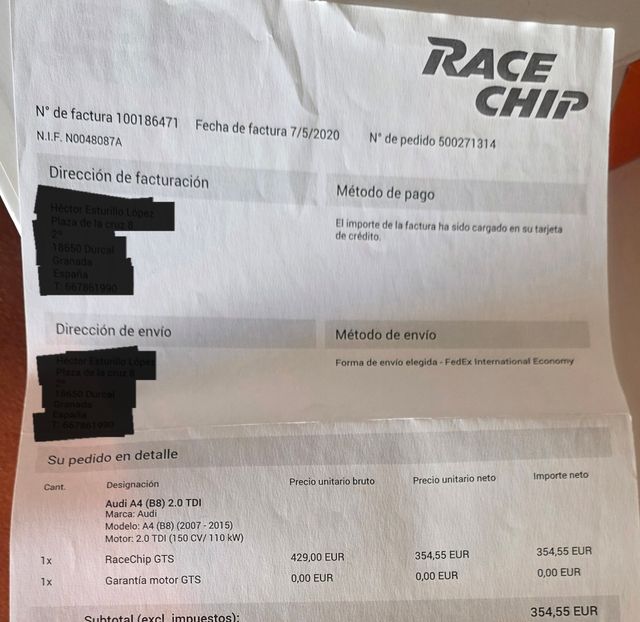 RACE
CHIP
N° de factura 100186471 Fecha de factura 7/5/2020 N° de pedido 500271314
N.I.F. N0048087A
Dirección de facturación
Método de pago
El importe de la factura ha sido cargado en su tarjeta
de crédito.
Dirección de envío
Método de envío
Forma de envío elegida - FedEx International Economy
Su pedido en detalle
Cant. Designación Precio unitario bruto Precio unitario neto Importe neto
Audi A4 (B8) 2.0 TDI
Marca: Audi
Modelo: A4 (B8) (2007 - 2015)
Motor: 2.0 TDI (150 CV/ 110 kW)
1x RaceChip GTS 429,00 EUR 354,55 EUR 354,55 EUR
1x Garantía motor GTS 0,00 EUR 0,00 EUR 0,00 EUR
Subtotal (excl. impuestos): 354,55 EUR